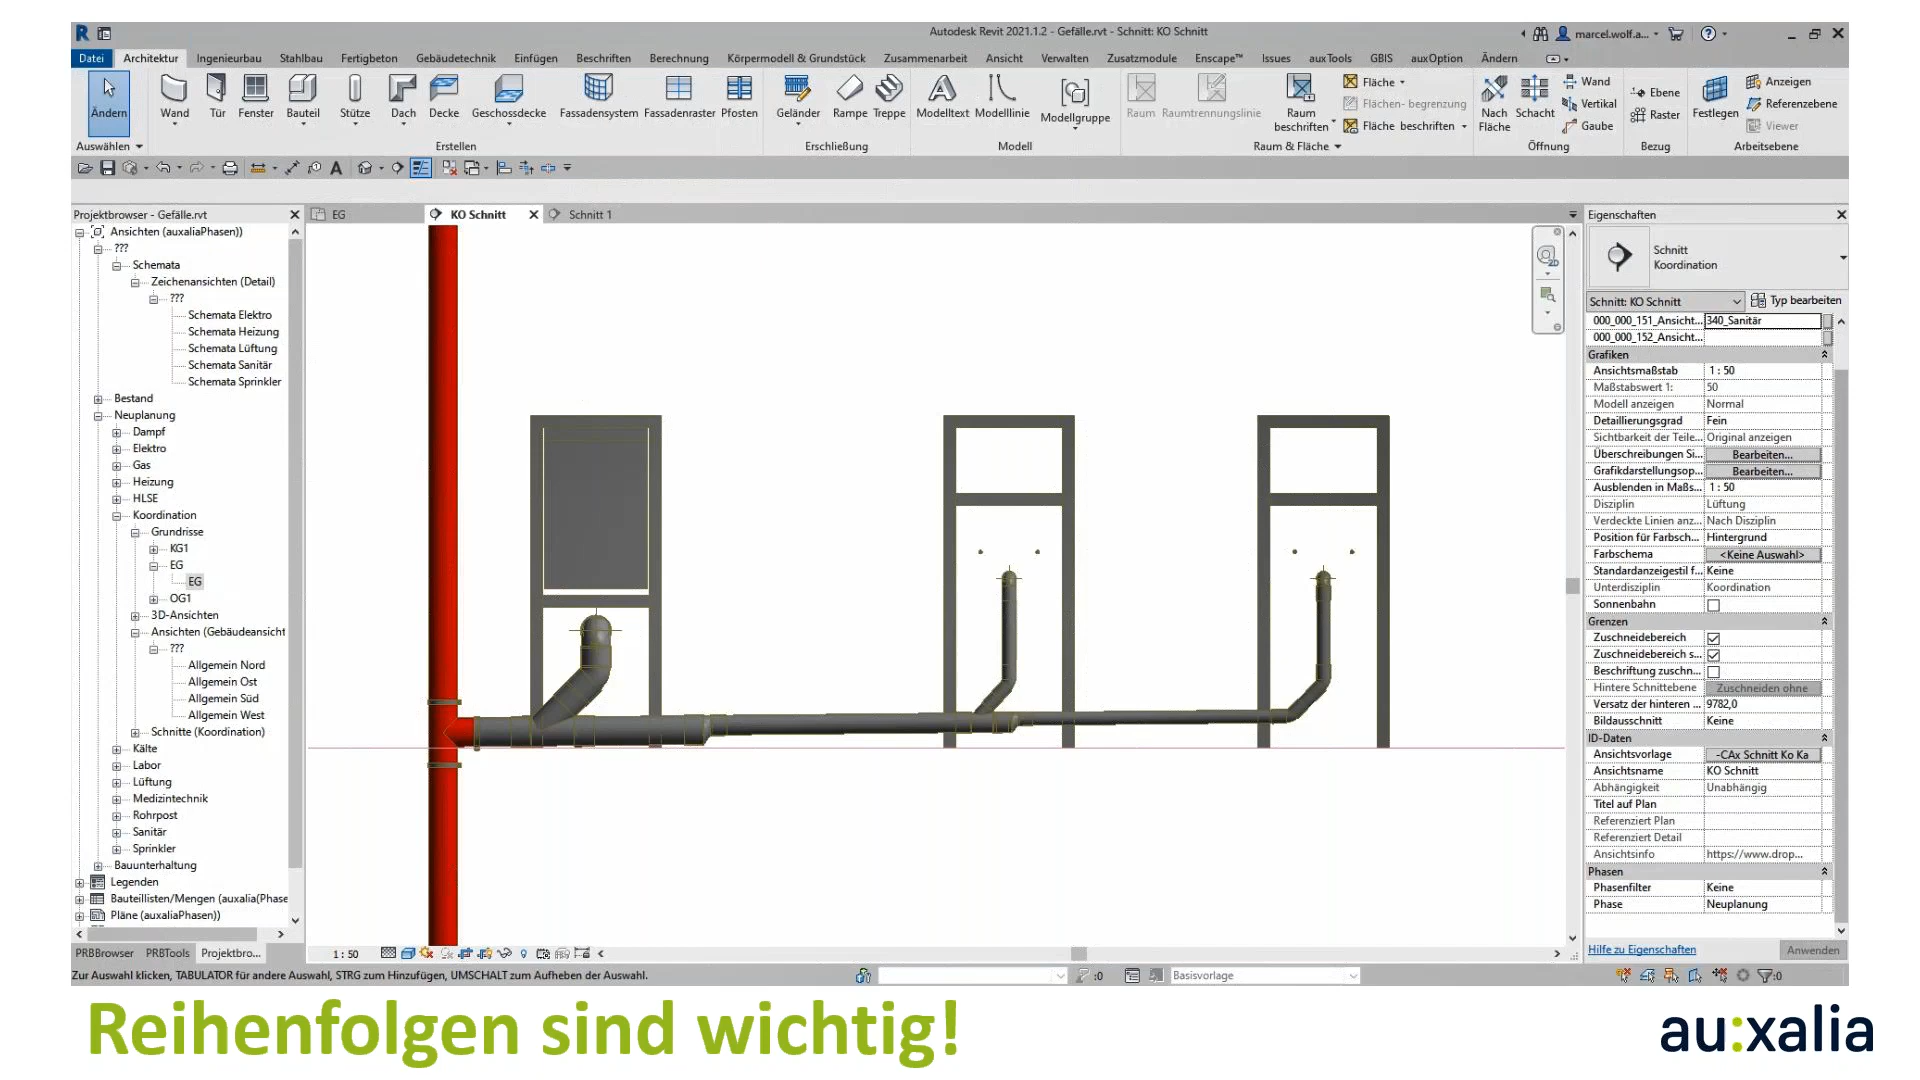 Autodesk Revit 2021.1.2 - Gefälle.rvt - Schnitt: KO Schnitt
marcel.wolf.a...
Datei Architektur Ingenieurbau Stahlbau Fertigbeton Gebäudetechnik Einfügen Beschriften Berechnung Körpermodell & Grundstück Zusammenarbeit Ansicht Verwalten Zusatzmodule Enscape™ Issues auxTools GBIS auxOption Ändern
Ändern Wand Tür Fenster Bauteil Stütze Dach Decke Geschossdecke Fassadensystem Fassadenraster Pfosten Geländer Rampe Treppe Modelltext Modelllinie Modellgruppe Raum Raumtrennungslinie Raum beschriften
Fläche
Flächen- begrenzung
Fläche beschriften
Nach Fläche Schacht
Wand
Vertikal
Gaube
Ebene
Raster
Festlegen
Anzeigen
Referenzebene
Viewer
Auswählen Erstellen Erschließung Modell Raum & Fläche Öffnung Bezug Arbeitsebene
Projektbrowser - Gefälle.rvt
EG KO Schnitt Schnitt 1
Ansichten (auxaliaPhasen))
???
Schemata
Zeichenansichten (Detail)
???
Schemata Elektro
Schemata Heizung
Schemata Lüftung
Schemata Sanitär
Schemata Sprinkler
Bestand
Neuplanung
Dampf
Elektro
Gas
Heizung
HLSE
Koordination
Grundrisse
KG1
EG
EG
OG1
3D-Ansichten
Ansichten (Gebäudeansicht
???
Allgemein Nord
Allgemein Ost
Allgemein Süd
Allgemein West
Schnitte (Koordination)
Kälte
Labor
Lüftung
Medizintechnik
Rohrpost
Sanitär
Sprinkler
Bauunterhaltung
Legenden
Bauteillisten/Mengen (auxalia(Phase
Pläne (auxaliaPhasen))
PRBBrowser PRBTools Projektbro...
1 : 50
2D
Eigenschaften
Schnitt
Koordination
Schnitt: KO Schnitt Typ bearbeiten
000_000_151_Ansicht... 340_Sanitär
000_000_152_Ansicht...
Grafiken
Ansichtsmaßstab 1 : 50
Maßstabswert 1: 50
Modell anzeigen Normal
Detaillierungsgrad Fein
Sichtbarkeit der Teile... Original anzeigen
Überschreibungen Si... Bearbeiten...
Grafikdarstellungsop... Bearbeiten...
Ausblenden in Maßs... 1 : 50
Disziplin Lüftung
Verdeckte Linien anz... Nach Disziplin
Position für Farbsch... Hintergrund
Farbschema <Keine Auswahl>
Standardanzeigestil f... Keine
Unterdisziplin Koordination
Sonnenbahn
Grenzen
Zuschneidebereich
Zuschneidebereich s...
Beschriftung zuschn...
Hintere Schnittebene Zuschneiden ohne
Versatz der hinteren ... 9782,0
Bildausschnitt Keine
ID-Daten
Ansichtsvorlage -CAx Schnitt Ko Ka
Ansichtsname KO Schnitt
Abhängigkeit Unabhängig
Titel auf Plan
Referenziert Plan
Referenziert Detail
Ansichtsinfo https://www.drop...
Phasen
Phasenfilter Keine
Phase Neuplanung
Hilfe zu Eigenschaften Anwenden
Zur Auswahl klicken, TABULATOR für andere Auswahl, STRG zum Hinzufügen, UMSCHALT zum Aufheben der Auswahl.
:0 Basisvorlage :0
Reihenfolgen sind wichtig!
au:xalia